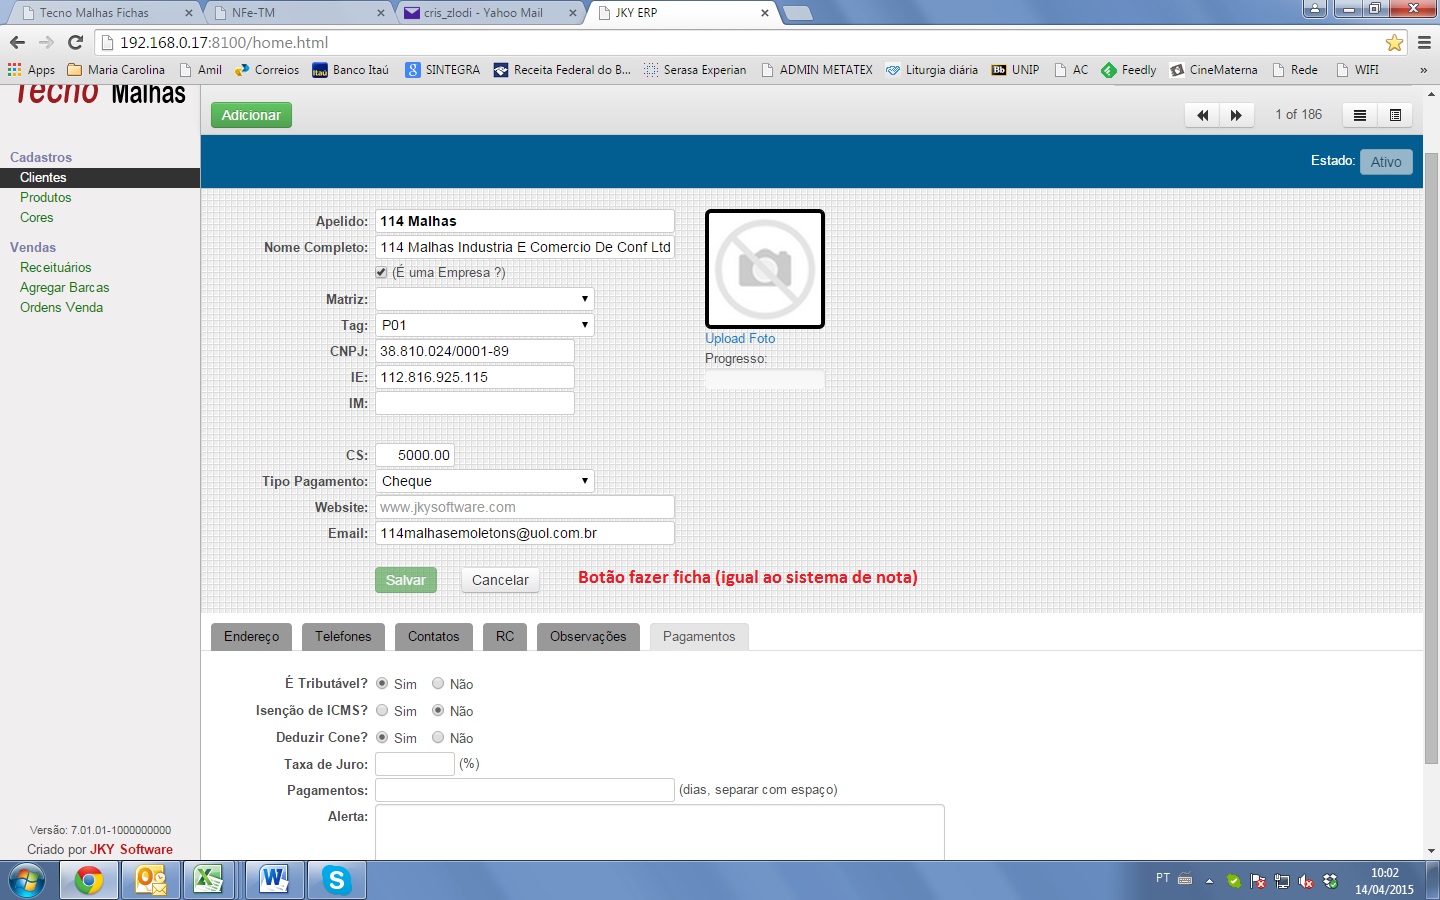 Tecno Malhas Fichas
NFe-TM
cris_zlodi - Yahoo Mail
JKY ERP
192.168.0.17:8100/home.html
Apps
Maria Carolina
Amil
Correios
Itaú
Banco Itaú
8
SINTEGRA
Receita Federal do B...
Serasa Experian
ADMIN METATEX
Liturgia diária
Bb
UNIP
AC
Feedly
CineMaterna
Rede
WIFI
»
Tecno Malhas
Adicionar
1 of 186
Cadastros
Clientes
Produtos
Cores
Vendas
Receituários
Agregar Barcas
Ordens Venda
Estado: Ativo
Apelido: 114 Malhas
Nome Completo: 114 Malhas Industria E Comercio De Conf Ltd
(É uma Empresa ?)
Matriz:
Tag: P01
CNPJ: 38.810.024/0001-89
IE: 112.816.925.115
IM:
Upload Foto
Progresso:
CS: 5000.00
Tipo Pagamento: Cheque
Website: www.jkysoftware.com
Email: 114malhasemoletons@uol.com.br
Salvar
Cancelar
Botão fazer ficha (igual ao sistema de nota)
Endereço
Telefones
Contatos
RC
Observações
Pagamentos
É Tributável? Sim Não
Isenção de ICMS? Sim Não
Deduzir Cone? Sim Não
Taxa de Juro: (%)
Pagamentos: (dias, separar com espaço)
Alerta:
Versão: 7.01.01-1000000000
Criado por JKY Software
PT
10:02
14/04/2015